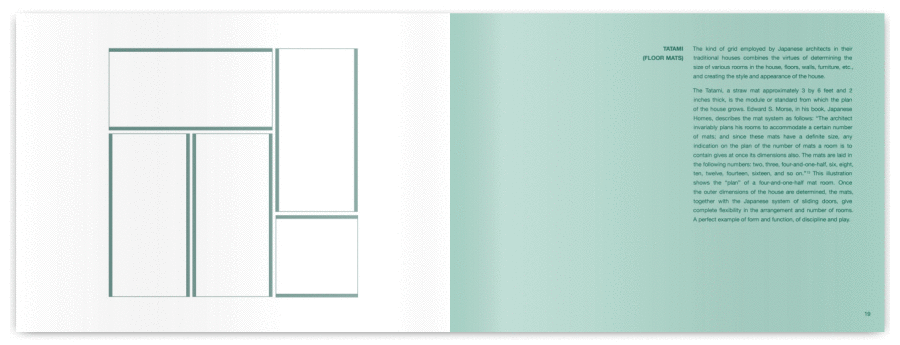 TATAMI
(FLOOR MATS)
The kind of grid employed by Japanese architects in their
traditional houses combines the virtues of determining the
size of various rooms in the house, floors, walls, furniture, etc.,
and creating the style and appearance of the house.
The Tatami, a straw mat approximately 3 by 6 feet and 2
inches thick, is the module or standard from which the plan
of the house grows. Edward S. Morse, in his book, Japanese
Homes, describes the mat system as follows: "The architect
invariably plans his rooms to accommodate a certain number
of mats; and since these mats have a definite size, any
indication on the plan of the number of mats a room is to
contain gives at once its dimensions also. The mats are laid in
the following numbers: two, three, four-and-one-half, six, eight,
ten, twelve, fourteen, sixteen, and so on." This illustration
shows the "plan" of a four-and-one-half mat room. Once
the outer dimensions of the house are determined, the mats,
together with the Japanese system of sliding doors, give
complete flexibility in the arrangement and number of rooms.
A perfect example of form and function, of discipline and play.